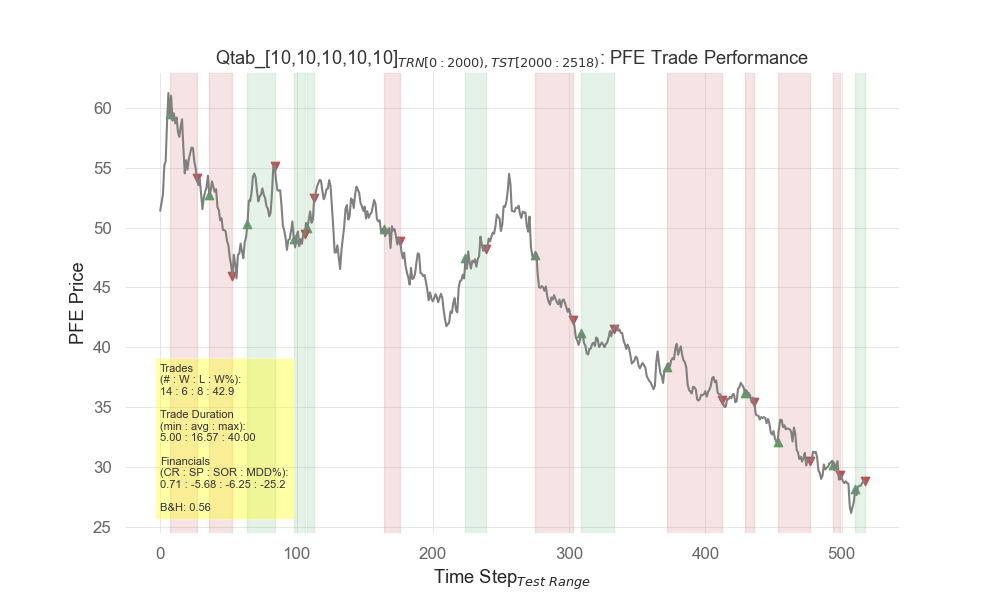 Qtab_[10,10,10,10,10]TRN[0 : 2000), TST[2000 : 2518): PFE Trade Performance
60
55
50
45
40
35
30
25
PFE Price
Trades
(# : W : L : W%):
14 : 6 : 8 : 42.9
Trade Duration
(min : avg : max):
5.00 : 16.57 : 40.00
Financials
(CR : SP : SOR : MDD%):
0.71 : -5.68 : -6.25 : -25.2
B&H: 0.56
0 100 200 300 400 500
Time StepTest Range